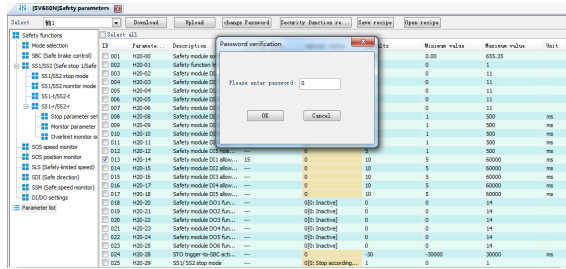 [SV680N]Safety parameters
Select 轴1 Download Upload change Password Security function re... Save recipe Open recipe
Safety functions
Mode selection
SBC (Safe brake control)
SS1/SS2 (Safe stop 1/Safe
SS1/SS2 stop mode
SS1/SS2 monitor mode
SS1/SS2-t
SS1-r/SS2-r
Stop parameter set
Monitor parameter
Overlimit monitor se
SOS speed monitor
SOS position monitor
SLS (Safely-limited speed)
SDI (Safe direction)
SSM (Safe speed monitor)
DI/DO settings
Parameter list
Select all
ID Paramete... Description Minimum value Maximum value Unit
001 H20-00 Safety module so 0.00 655.35
002 H20-01 Safety function tr 0 1
003 H20-02 Safety module DI 0 11
004 H20-03 Safety module DI 0 11
005 H20-04 Safety module DI 0 11
006 H20-05 Safety module DI 0 11
007 H20-06 Safety module DI 0 11
008 H20-08 Safety module DI 1 500 ms
009 H20-09 Safety module DI 1 500 ms
010 H20-10 Safety module DI 1 500 ms
011 H20-11 Safety module DI 1 500 ms
012 H20-12 Safety module DI5 0 5 1 500 ms
013 H20-14 Safety module DI1 allow... 15 0 10 5 60000 ms
014 H20-15 Safety module DI2 allow... --- 0 10 5 60000 ms
015 H20-16 Safety module DI3 allow... --- 0 10 5 60000 ms
016 H20-17 Safety module DI4 allow... --- 0 10 5 60000 ms
017 H20-18 Safety module DI5 allow... --- 0 10 5 60000 ms
018 H20-20 Safety module DO1 fun... --- 0[0: Inactive] 0 0 14
019 H20-21 Safety module DO2 fun... --- 0[0: Inactive] 0 0 14
020 H20-22 Safety module DO3 fun... --- 0[0: Inactive] 0 0 14
021 H20-23 Safety module DO4 fun... --- 0[0: Inactive] 0 0 14
022 H20-24 Safety module DO5 fun... --- 0[0: Inactive] 0 0 14
023 H20-25 Safety module DO6 fun... --- 0[0: Inactive] 0 0 14
024 H20-28 STO trigger-to-SBC acti... --- 0 -30 -30000 30000 ms
025 H20-29 SS1/ SS2 stop mode --- 0[0: Stop according... 1 0 1
Password verification
Please enter password 0
OK Cancel